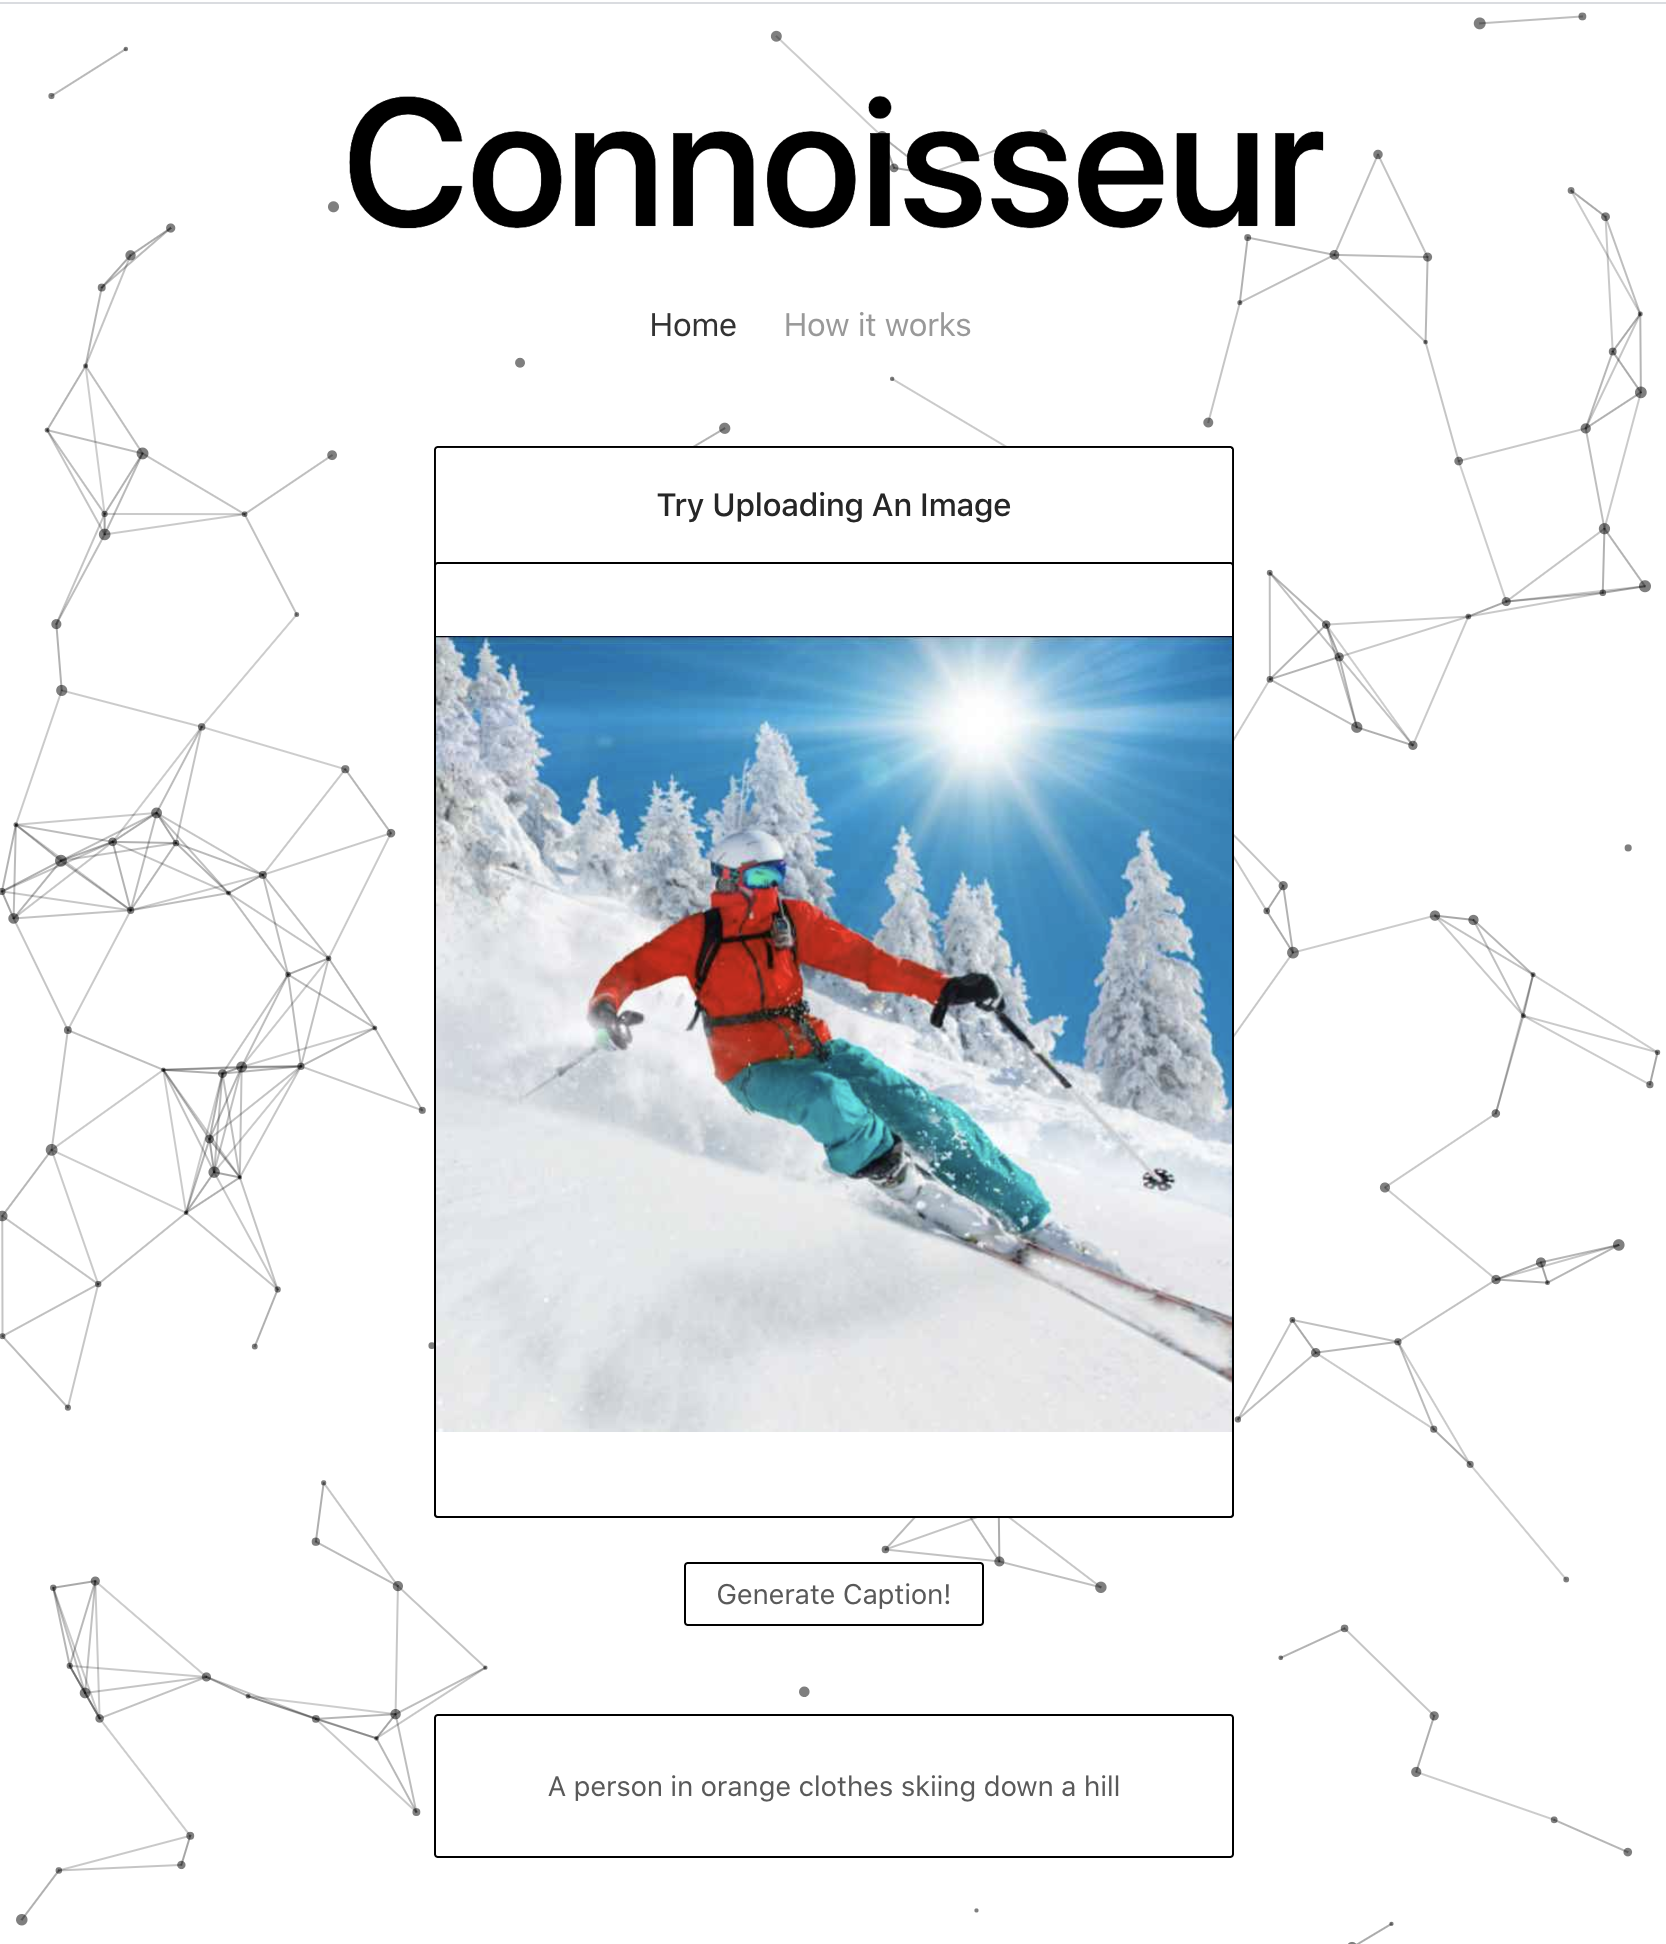 Connoisseur
Home How it works
Try Uploading An Image
Generate Caption!
A person in orange clothes skiing down a hill